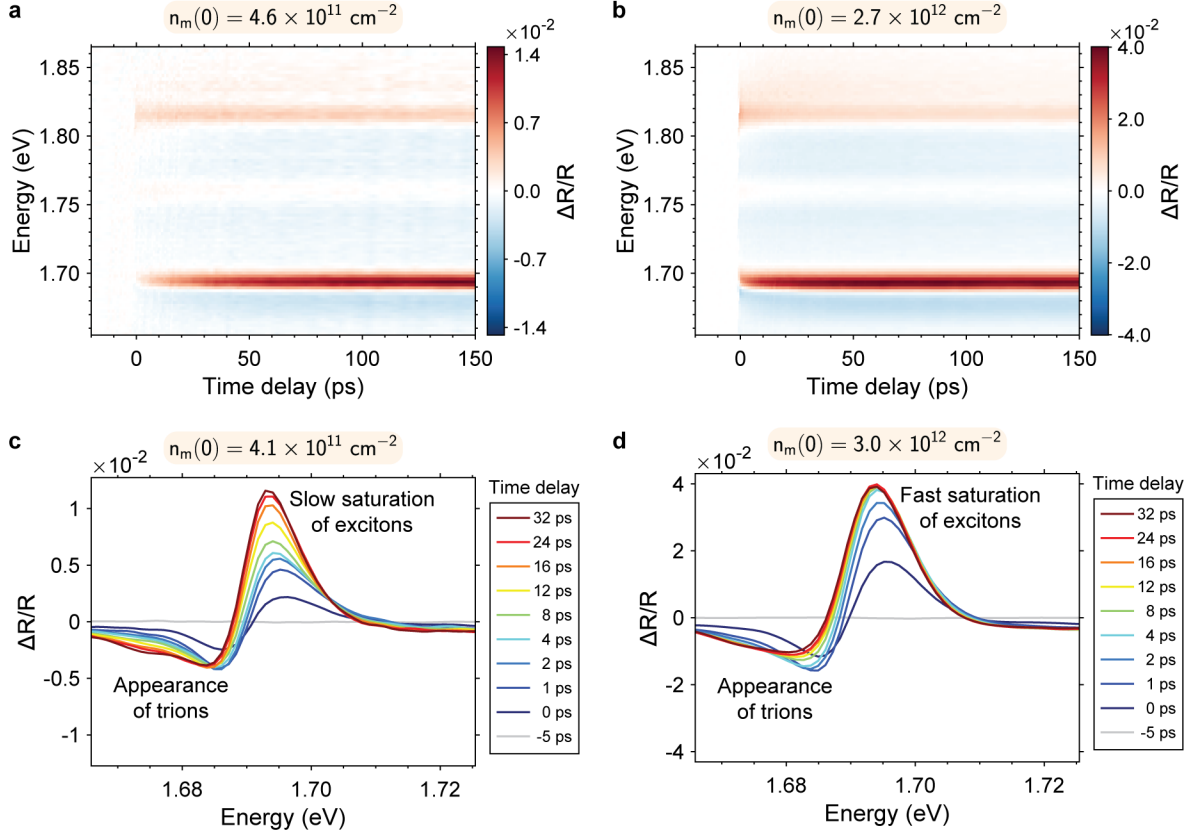 a
n_m(0) = 4.6 × 10¹¹ cm⁻²
×10⁻²
1.85
1.80
1.75
1.70
Energy (eV)
0 50 100 150
Time delay (ps)
1.4
0.7
0.0
-0.7
-1.4
ΔR/R
b
n_m(0) = 2.7 × 10¹² cm⁻²
×10⁻²
1.85
1.80
1.75
1.70
Energy (eV)
0 50 100 150
Time delay (ps)
4.0
2.0
0.0
-2.0
-4.0
ΔR/R
c
n_m(0) = 4.1 × 10¹¹ cm⁻²
×10⁻²
1
0.5
0
-0.5
-1
ΔR/R
Slow saturation
of excitons
Appearance
of trions
1.68 1.70 1.72
Energy (eV)
Time delay
32 ps
24 ps
16 ps
12 ps
8 ps
4 ps
2 ps
1 ps
0 ps
-5 ps
d
n_m(0) = 3.0 × 10¹² cm⁻²
×10⁻²
4
2
0
-2
-4
ΔR/R
Fast saturation
of excitons
Appearance
of trions
1.68 1.70 1.72
Energy (eV)
Time delay
32 ps
24 ps
16 ps
12 ps
8 ps
4 ps
2 ps
1 ps
0 ps
-5 ps